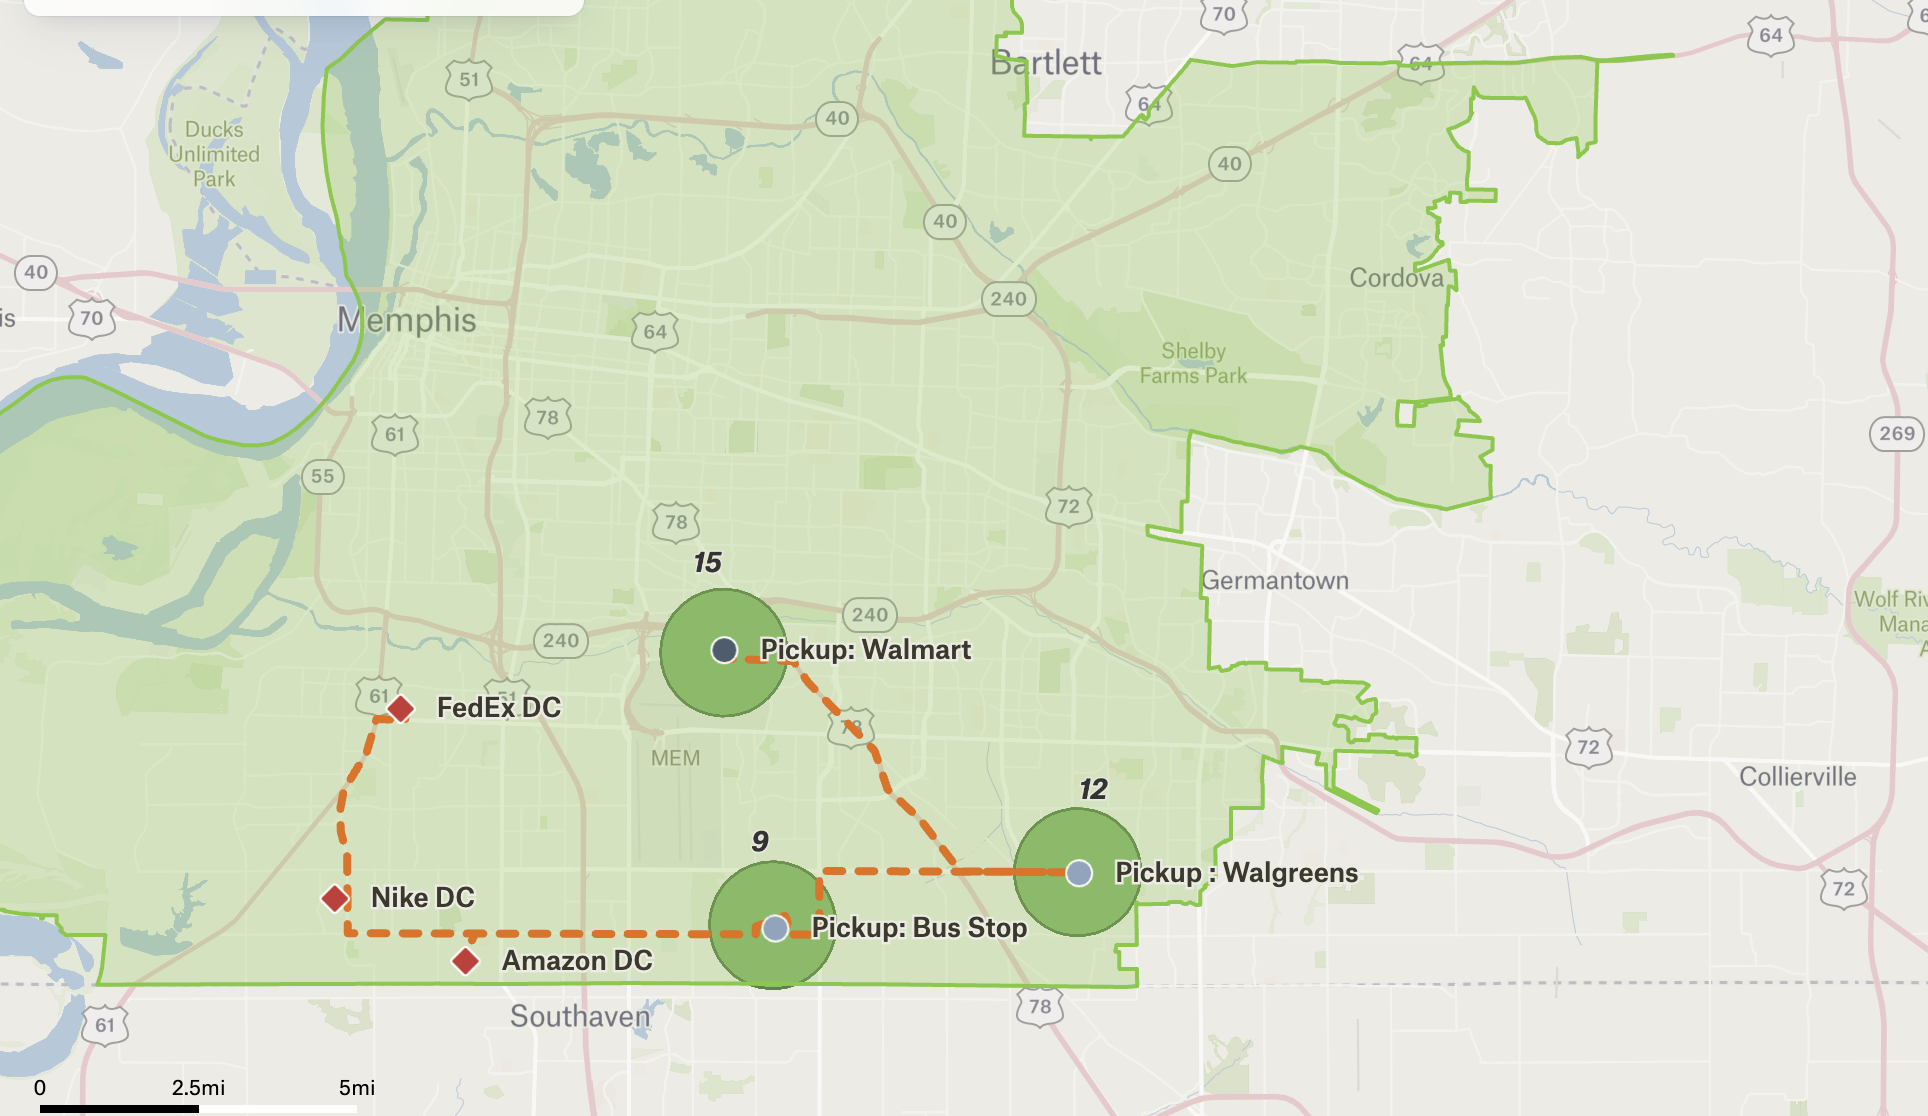 70
64
64
Bartlett
51
64
64
40
Ducks
Unlimited
Park
40
40
40
Cordova
240
70
Memphis
64
Shelby
Farms Park
78
61
269
55
72
78
15
Germantown
Wolf Riv
Mana
240
240
Pickup: Walmart
61
51
FedEx DC
78
72
MEM
Collierville
12
9
Pickup : Walgreens
72
Nike DC
Pickup: Bus Stop
Amazon DC
78
Southaven
61
0
2.5mi
5mi